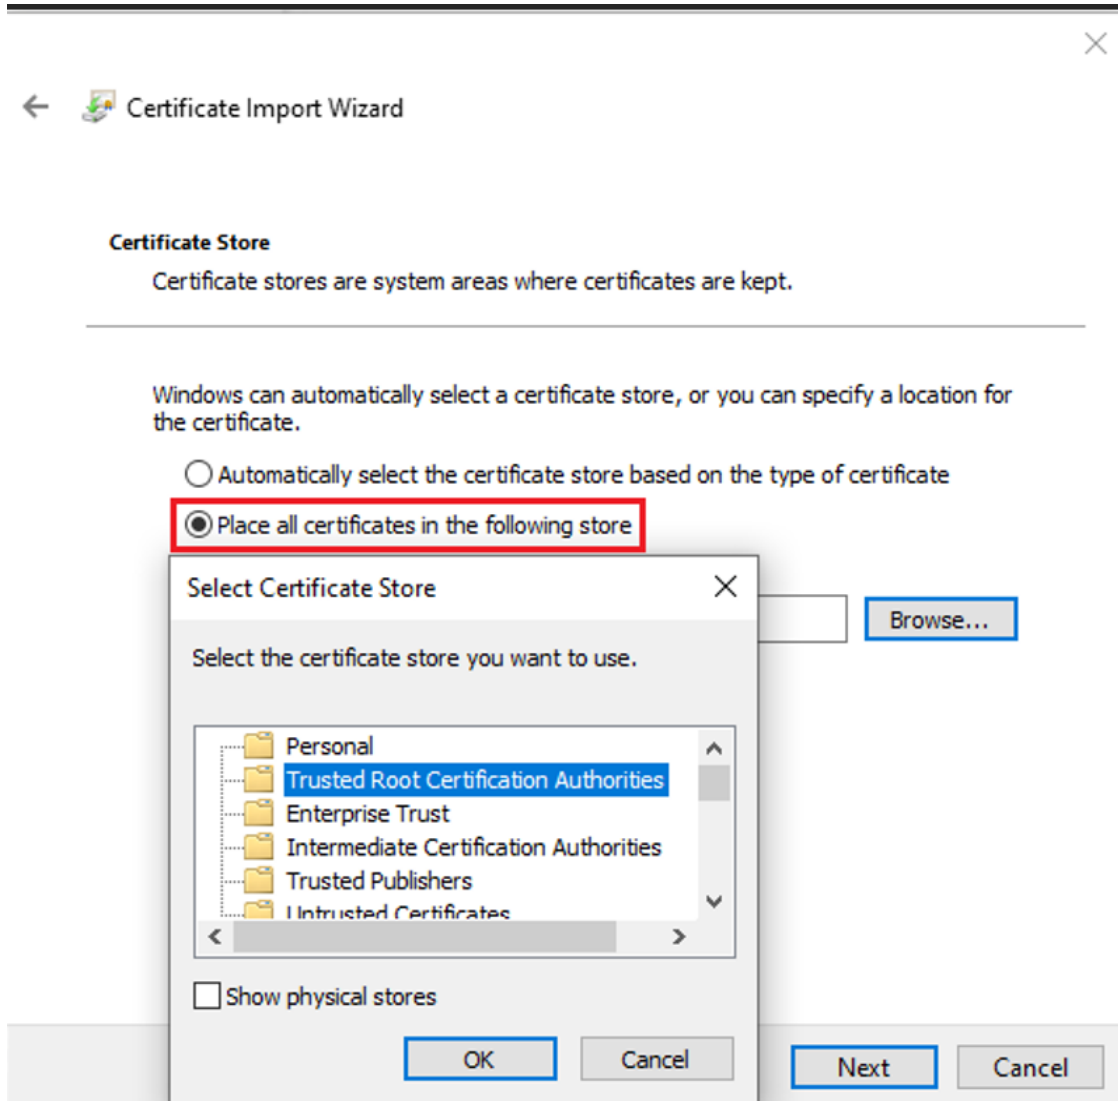 Certificate Import Wizard
Certificate Store
Certificate stores are system areas where certificates are kept.
Windows can automatically select a certificate store, or you can specify a location for
the certificate.
Automatically select the certificate store based on the type of certificate
Place all certificates in the following store
Select Certificate Store
Browse...
Select the certificate store you want to use.
Personal
Trusted Root Certification Authorities
Enterprise Trust
Intermediate Certification Authorities
Trusted Publishers
Untrusted Certificates
Show physical stores
OK
Cancel
Next
Cancel